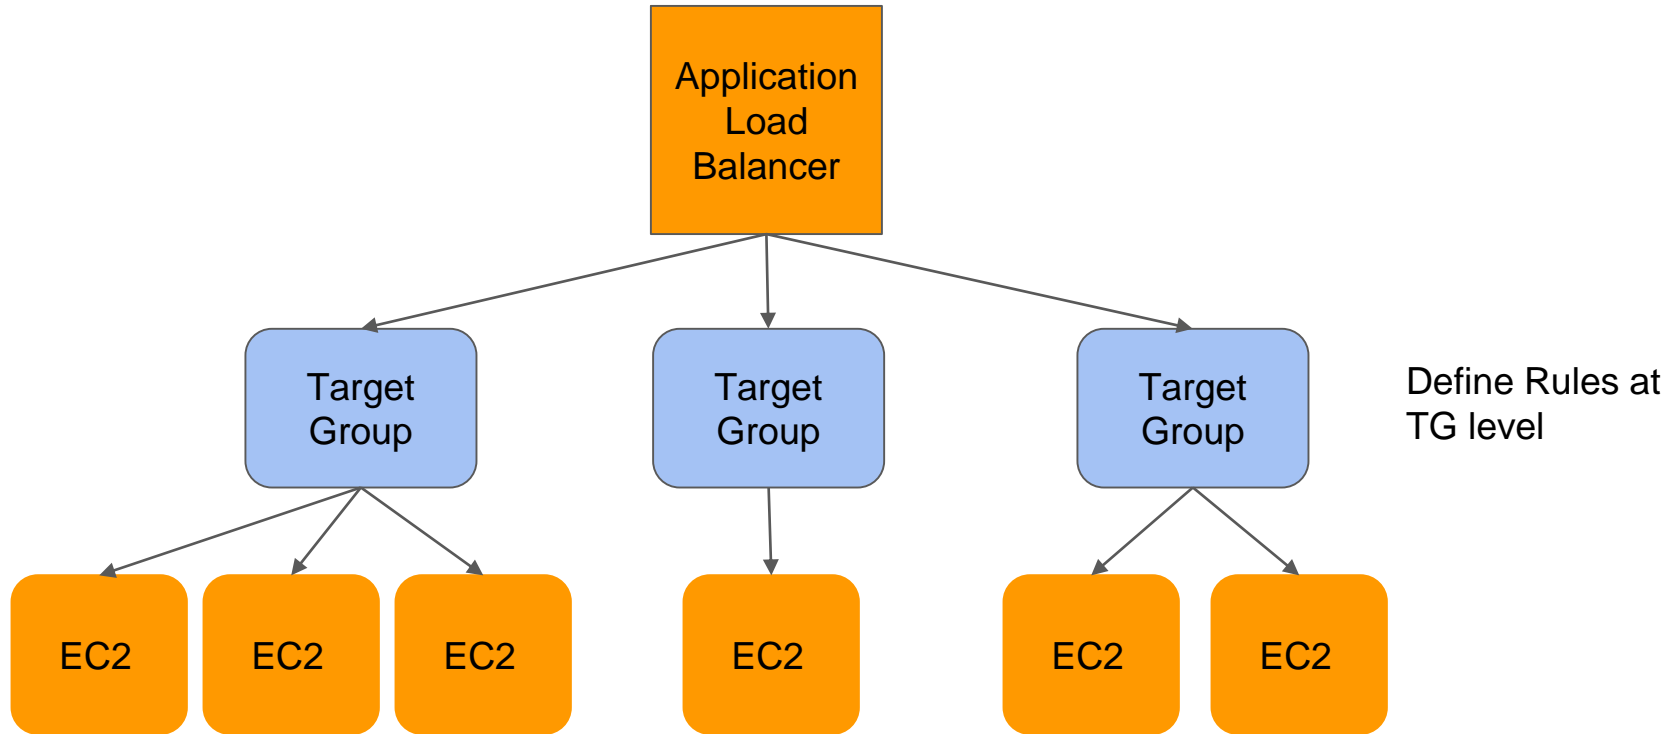 Application
Load
Balancer
Target
Group
Target
Group
Target
Group
Define Rules at
TG level
EC2
EC2
EC2
EC2
EC2
EC2